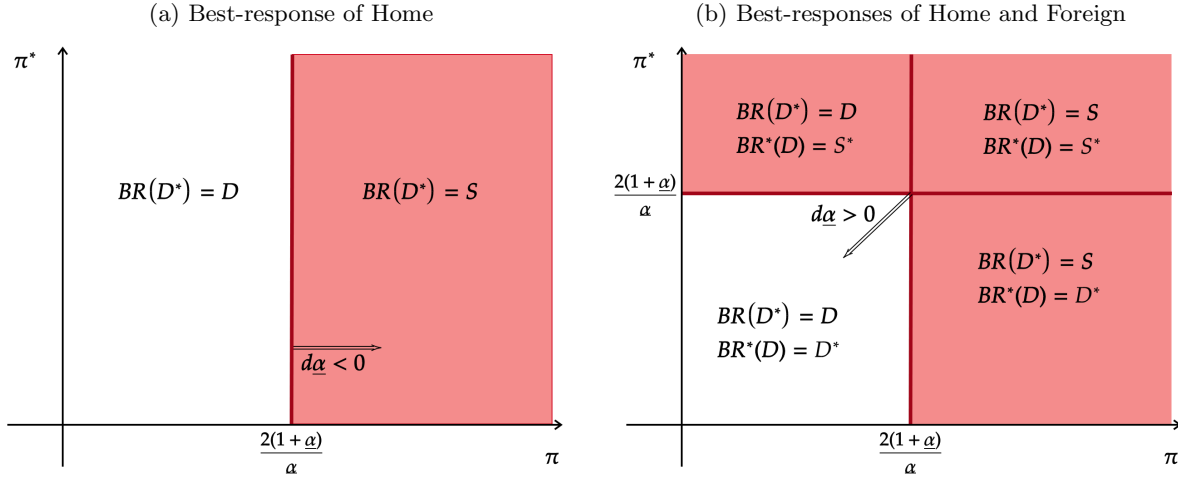 (a) Best-response of Home
π*
BR(D*) = D
BR(D*) = S
dα < 0
2(1 + α)
α
π
(b) Best-responses of Home and Foreign
π*
BR(D*) = D
BR*(D) = S*
BR(D*) = S
BR*(D) = S*
2(1 + α)
α
dα > 0
BR(D*) = S
BR*(D) = D*
BR(D*) = D
BR*(D) = D*
2(1 + α)
α
π